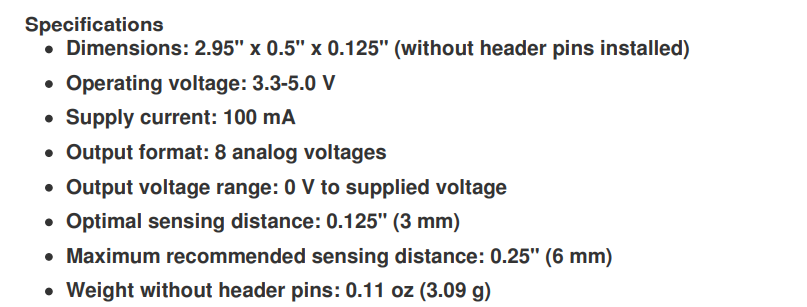 Specifications
• Dimensions: 2.95" x 0.5" x 0.125" (without header pins installed)
• Operating voltage: 3.3-5.0 V
• Supply current: 100 mA
• Output format: 8 analog voltages
• Output voltage range: 0 V to supplied voltage
• Optimal sensing distance: 0.125" (3 mm)
• Maximum recommended sensing distance: 0.25" (6 mm)
• Weight without header pins: 0.11 oz (3.09 g)